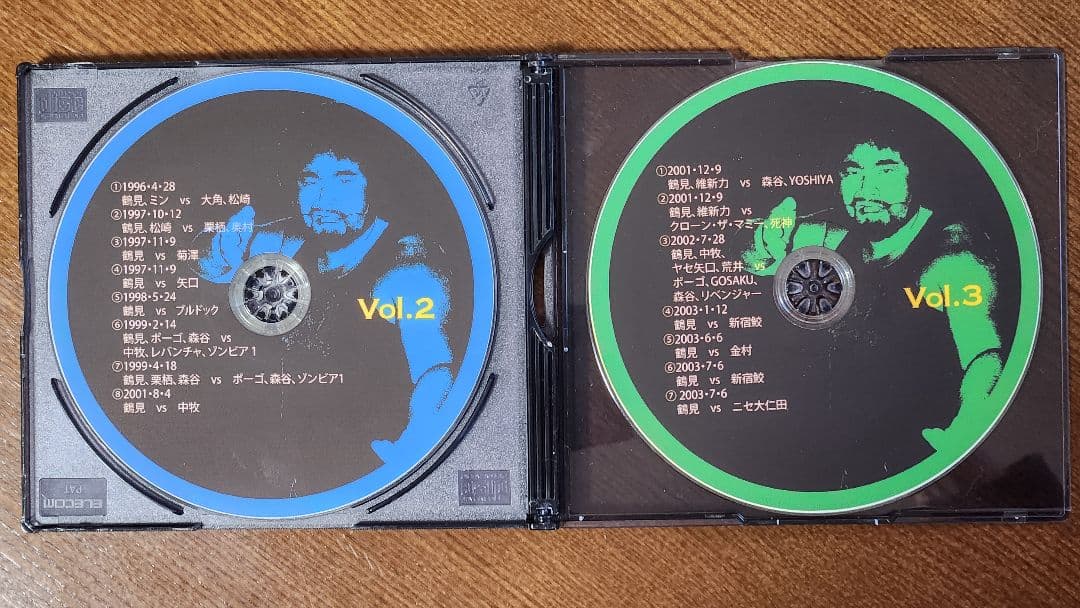 ①1996・4・28
鶴見、ミン vs 大角、松崎
②1997・10・12
鶴見、松崎 vs 栗栖、奥村
③1997・11・9
鶴見 vs 菊澤
④1997・11・9
鶴見 vs 矢口
⑤1998・5・24
鶴見 vs ブルドック
⑥1999・2・14
鶴見、ポーゴ、森谷 vs
中牧、レバンチャ、ゾンビア1
⑦1999・4・18
鶴見、栗栖、森谷 vs ポーゴ、森谷、ゾンビア1
⑧2001・8・4
鶴見 vs 中牧
Vol.2
ELECOM
PAT
①2001・12・9
鶴見、維新力 vs 森谷、YOSHIYA
②2001・12・9
鶴見、維新力 vs
クローン・ザ・マミー、死神
③2002・7・28
鶴見、中牧、
ヤセ矢口、荒井 vs
ポーゴ、GOSAKU、
森谷、リベンジャー
④2003・1・12
鶴見 vs 新宿鮫
⑤2003・6・6
鶴見 vs 金村
⑥2003・7・6
鶴見 vs 新宿鮫
⑦2003・7・6
鶴見 vs ニセ大仁田
Vol.3